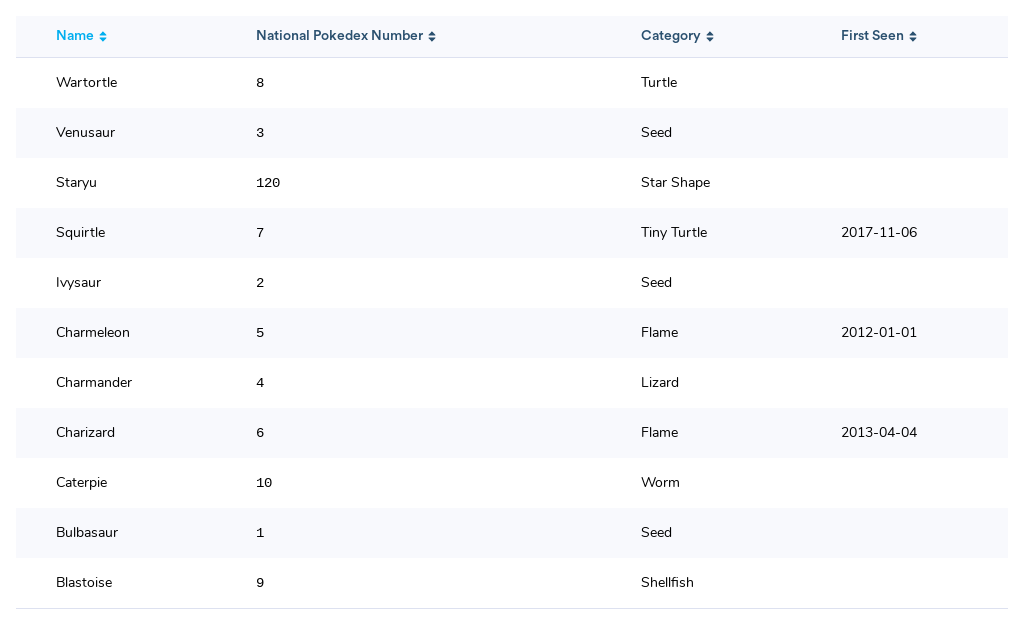 Name National Pokedex Number Category First Seen
Wartortle 8 Turtle
Venusaur 3 Seed
Staryu 120 Star Shape
Squirtle 7 Tiny Turtle 2017-11-06
Ivysaur 2 Seed
Charmeleon 5 Flame 2012-01-01
Charmander 4 Lizard
Charizard 6 Flame 2013-04-04
Caterpie 10 Worm
Bulbasaur 1 Seed
Blastoise 9 Shellfish